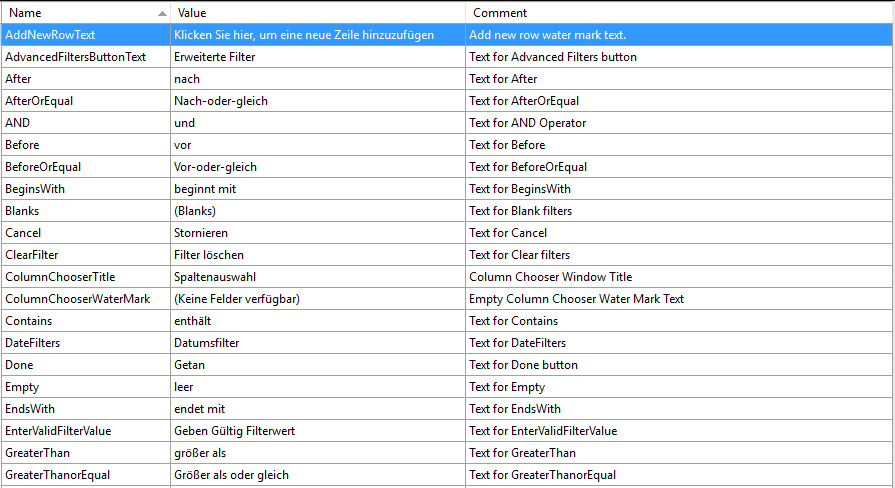 Name Value Comment
AddNewRowText Klicken Sie hier, um eine neue Zeile hinzuzufügen Add new row water mark text.
AdvancedFiltersButtonText Erweiterte Filter Text for Advanced Filters button
After nach Text for After
AfterOrEqual Nach-oder-gleich Text for AfterOrEqual
AND und Text for AND Operator
Before vor Text for Before
BeforeOrEqual Vor-oder-gleich Text for BeforeOrEqual
BeginsWith beginnt mit Text for BeginsWith
Blanks (Blanks) Text for Blank filters
Cancel Stornieren Text for Cancel
ClearFilter Filter löschen Text for Clear filters
ColumnChooserTitle Spaltenauswahl Column Chooser Window Title
ColumnChooserWaterMark (Keine Felder verfügbar) Empty Column Chooser Water Mark Text
Contains enthält Text for Contains
DateFilters Datumsfilter Text for DateFilters
Done Getan Text for Done button
Empty leer Text for Empty
EndsWith endet mit Text for EndsWith
EnterValidFilterValue Geben Gültig Filterwert Text for EnterValidFilterValue
GreaterThan größer als Text for GreaterThan
GreaterThanorEqual Größer als oder gleich Text for GreaterThanorEqual